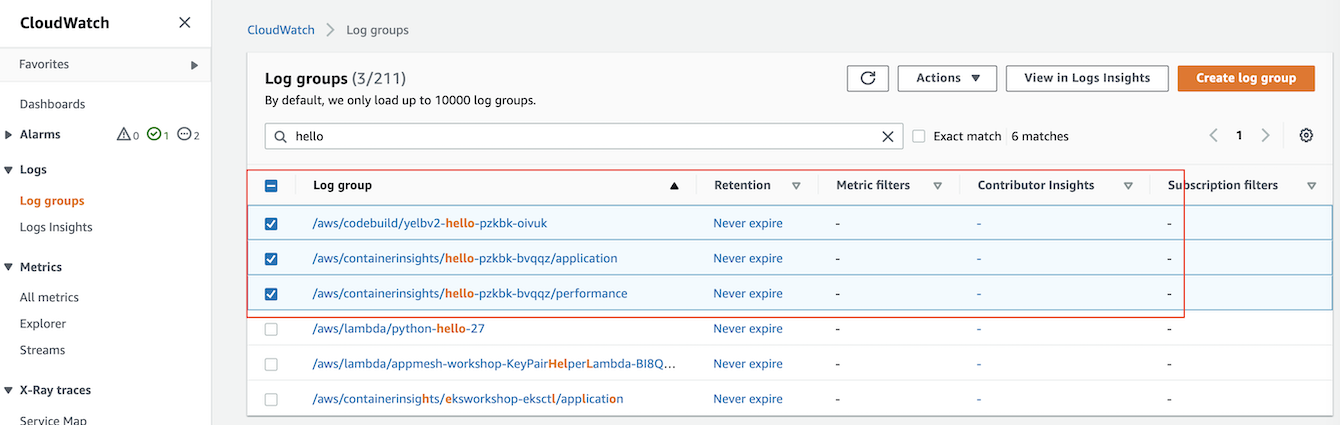 CloudWatch
Favorites
Dashboards
Alarms 0 1 2
Logs
Log groups
Logs Insights
Metrics
All metrics
Explorer
Streams
X-Ray traces
Service Map
CloudWatch Log groups
Log groups (3/211) Actions View in Logs Insights Create log group
By default, we only load up to 10000 log groups.
hello Exact match 6 matches 1
Log group Retention Metric filters Contributor Insights Subscription filters
/aws/codebuild/yelbv2-hello-pzkbk-oivuk Never expire - - -
/aws/containerinsights/hello-pzkbk-bvqqz/application Never expire - - -
/aws/containerinsights/hello-pzkbk-bvqqz/performance Never expire - - -
/aws/lambda/python-hello-27 Never expire - - -
/aws/lambda/appmesh-workshop-KeyPairHelperLambda-BI8Q... Never expire - - -
/aws/containerinsights/eksworkshop-eksctl/application Never expire - - -